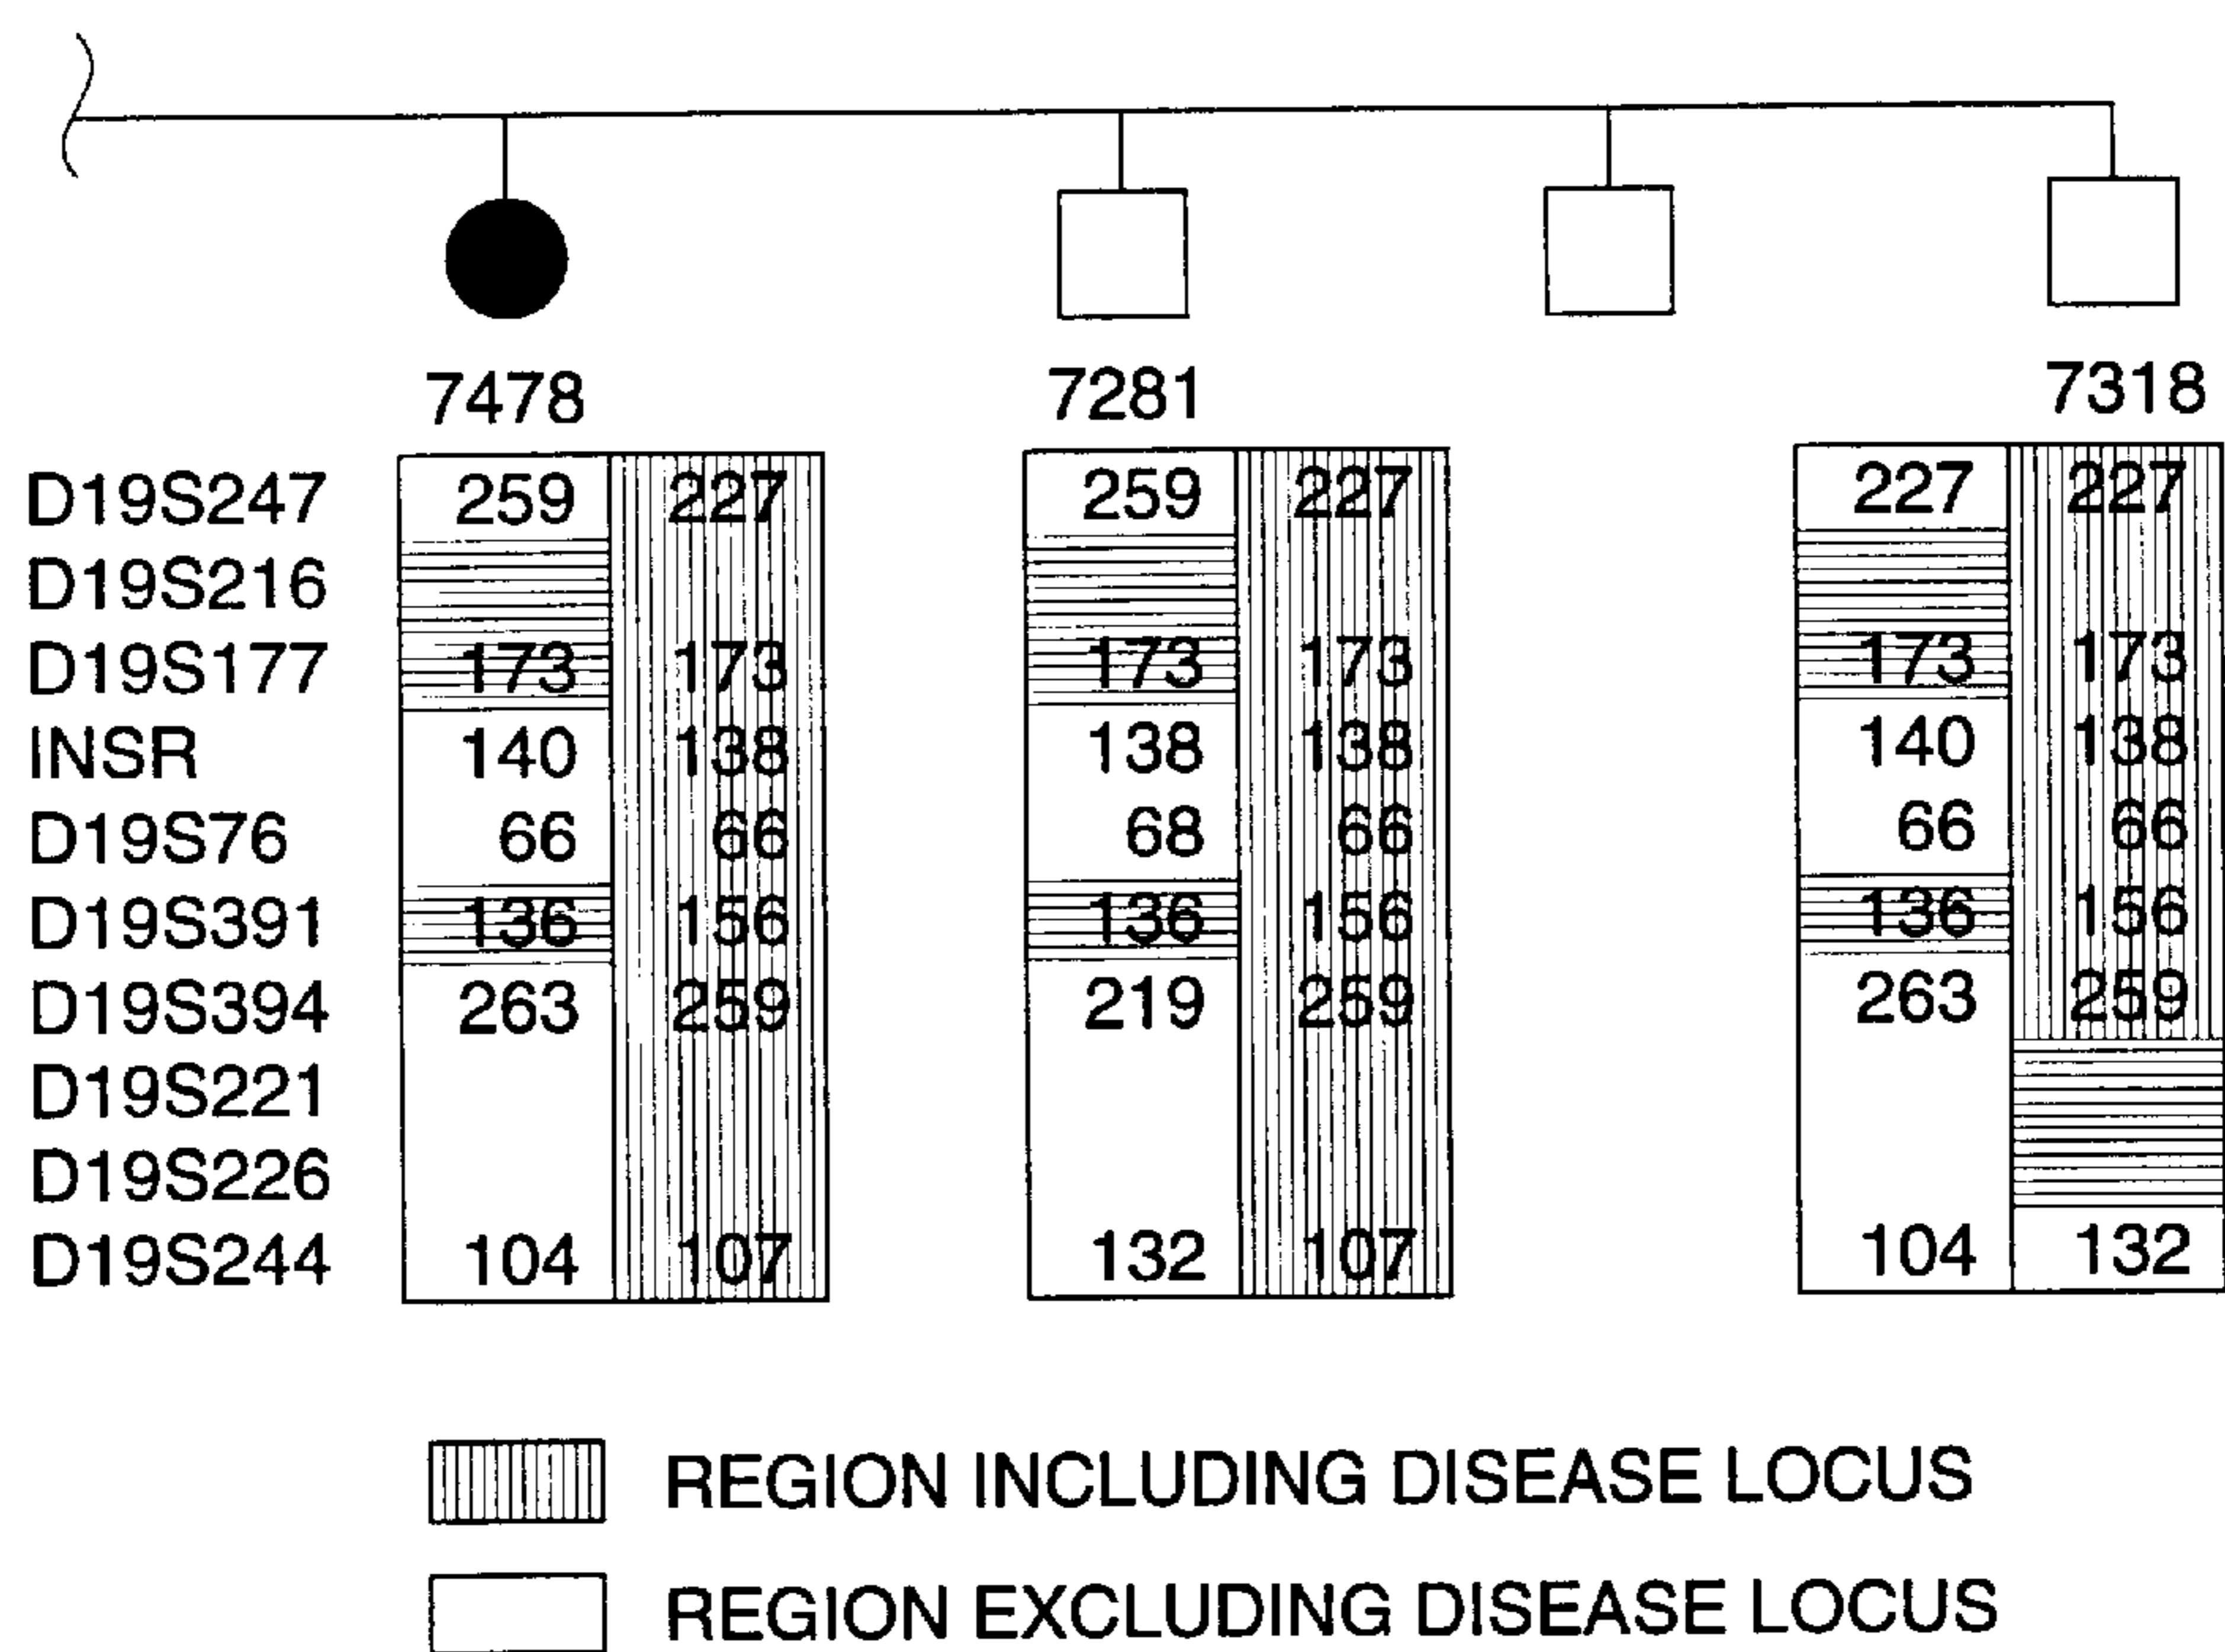 7478 7281 7318
D19S247 259 227 259 227 227 227
D19S216
D19S177 173 173 173 173 173 173
INSR 140 138 138 138 140 138
D19S76 66 66 68 66 66 66
D19S391 136 156 136 156 136 156
D19S394 263 259 219 259 263 259
D19S221
D19S226
D19S244 104 107 132 107 104 132
REGION INCLUDING DISEASE LOCUS
REGION EXCLUDING DISEASE LOCUS